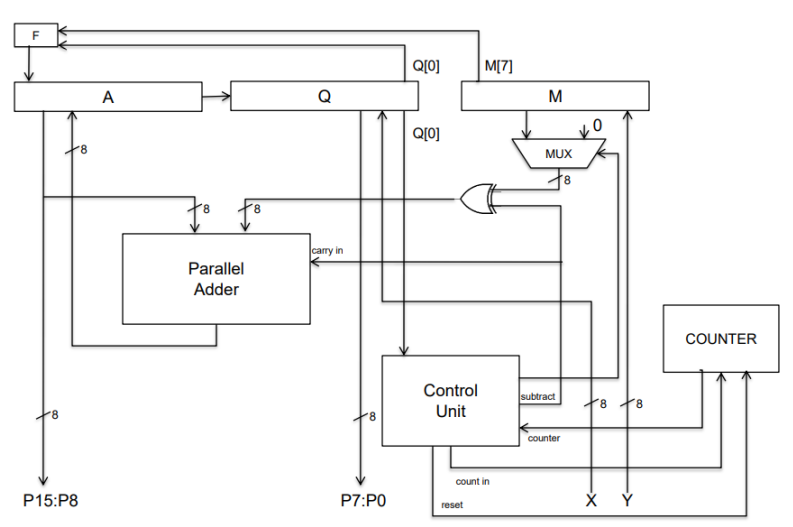 F
Q[0]
M[7]
A
Q
M
Q[0]
0
MUX
8
8
8
8
carry in
Parallel
Adder
COUNTER
Control
Unit
subtract
8
8
8
8
counter
count in
P15:P8
P7:P0
reset
X
Y